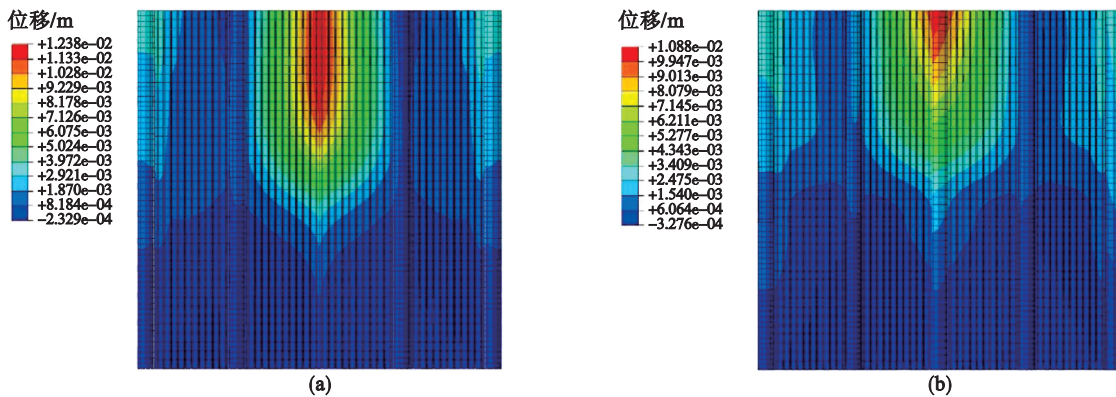 位移/m
+1.238e−02
+1.133e−02
+1.028e−02
+9.229e−03
+8.178e−03
+7.126e−03
+6.075e−03
+5.024e−03
+3.972e−03
+2.921e−03
+1.870e−03
+8.184e−04
−2.329e−04
(a)
位移/m
+1.088e−02
+9.947e−03
+9.013e−03
+8.079e−03
+7.145e−03
+6.211e−03
+5.277e−03
+4.343e−03
+3.409e−03
+2.475e−03
+1.540e−03
+6.064e−04
−3.276e−04
(b)